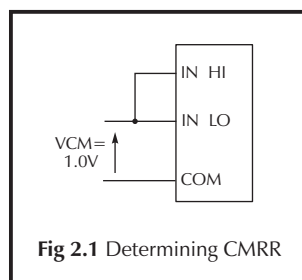 IN HI
IN LO
VCM=
1.0V
COM
Fig 2.1 Determining CMRR